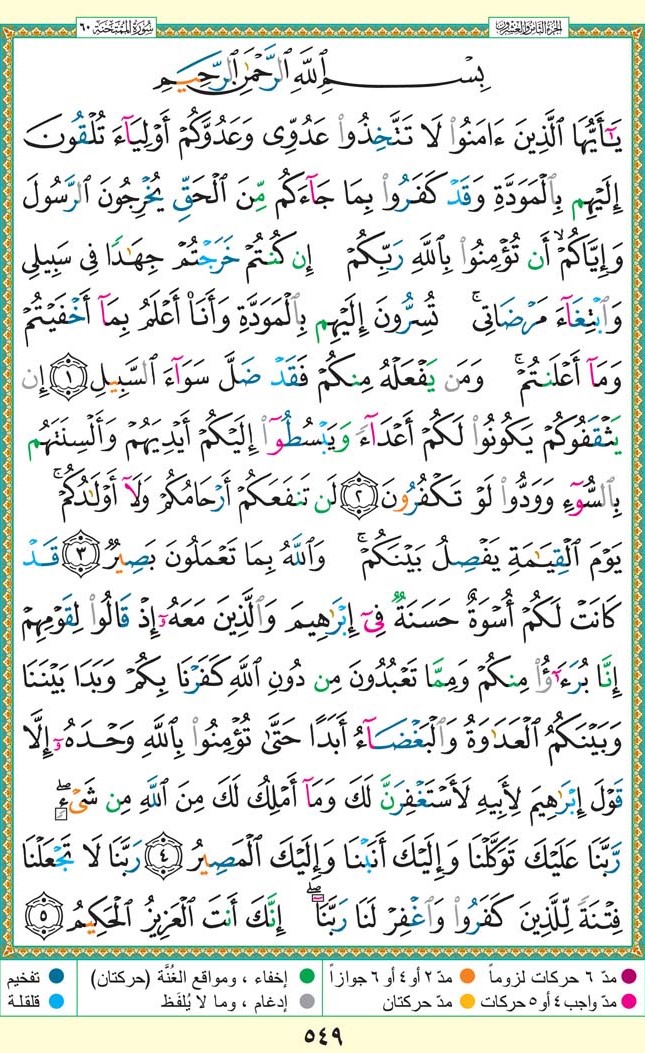 الجزء الثامن والعشرون
سورة الممتحنة ٦٠
بِسْمِ ٱللَّهِ ٱلرَّحْمَٰنِ ٱلرَّحِيمِ
يَٰٓأَيُّهَا ٱلَّذِينَ ءَامَنُوا۟ لَا تَتَّخِذُوا۟ عَدُوِّى وَعَدُوَّكُمْ أَوْلِيَآءَ تُلْقُونَ
إِلَيْهِم بِٱلْمَوَدَّةِ وَقَدْ كَفَرُوا۟ بِمَا جَآءَكُم مِّنَ ٱلْحَقِّ يُخْرِجُونَ ٱلرَّسُولَ
وَإِيَّاكُمْ ۙ أَن تُؤْمِنُوا۟ بِٱللَّهِ رَبِّكُمْ إِن كُنتُمْ خَرَجْتُمْ جِهَٰدًا فِى سَبِيلِى
وَٱبْتِغَآءَ مَرْضَاتِى ۚ تُسِرُّونَ إِلَيْهِم بِٱلْمَوَدَّةِ وَأَنَا۠ أَعْلَمُ بِمَآ أَخْفَيْتُمْ
وَمَآ أَعْلَنتُمْ ۚ وَمَن يَفْعَلْهُ مِنكُمْ فَقَدْ ضَلَّ سَوَآءَ ٱلسَّبِيلِ ١ إِن
يَثْقَفُوكُمْ يَكُونُوا۟ لَكُمْ أَعْدَآءً وَيَبْسُطُوٓا۟ إِلَيْكُمْ أَيْدِيَهُمْ وَأَلْسِنَتَهُم
بِٱلسُّوٓءِ وَوَدُّوا۟ لَوْ تَكْفُرُونَ ٢ لَن تَنفَعَكُمْ أَرْحَامُكُمْ وَلَآ أَوْلَٰدُكُمْ ۚ
يَوْمَ ٱلْقِيَٰمَةِ يَفْصِلُ بَيْنَكُمْ ۚ وَٱللَّهُ بِمَا تَعْمَلُونَ بَصِيرٌ ٣ قَدْ
كَانَتْ لَكُمْ أُسْوَةٌ حَسَنَةٌ فِىٓ إِبْرَٰهِيمَ وَٱلَّذِينَ مَعَهُۥٓ إِذْ قَالُوا۟ لِقَوْمِهِمْ
إِنَّا بُرَءَٰٓؤُا۟ مِنكُمْ وَمِمَّا تَعْبُدُونَ مِن دُونِ ٱللَّهِ كَفَرْنَا بِكُمْ وَبَدَا بَيْنَنَا
وَبَيْنَكُمُ ٱلْعَدَٰوَةُ وَٱلْبَغْضَآءُ أَبَدًا حَتَّىٰ تُؤْمِنُوا۟ بِٱللَّهِ وَحْدَهُۥٓ إِلَّا
قَوْلَ إِبْرَٰهِيمَ لِأَبِيهِ لَأَسْتَغْفِرَنَّ لَكَ وَمَآ أَمْلِكُ لَكَ مِنَ ٱللَّهِ مِن شَىْءٍ ۖ
رَّبَّنَا عَلَيْكَ تَوَكَّلْنَا وَإِلَيْكَ أَنَبْنَا وَإِلَيْكَ ٱلْمَصِيرُ ٤ رَبَّنَا لَا تَجْعَلْنَا
فِتْنَةً لِّلَّذِينَ كَفَرُوا۟ وَٱغْفِرْ لَنَا رَبَّنَآ ۖ إِنَّكَ أَنتَ ٱلْعَزِيزُ ٱلْحَكِيمُ ٥
مدّ ٦ حركات لزوماً مدّ ٢ أو ٤ أو ٦ جوازاً إخفاء ، ومواقع الغُنَّة (حركتان) تفخيم
مدّ واجب ٤ أو ٥ حركات مدّ حركتان إدغام ، وما لا يُلفَظ قلقلة
٥٤٩